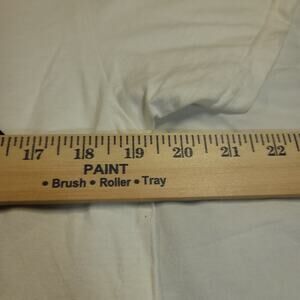 17 18 19 20 21 22
PAINT
• Brush • Roller • Tray